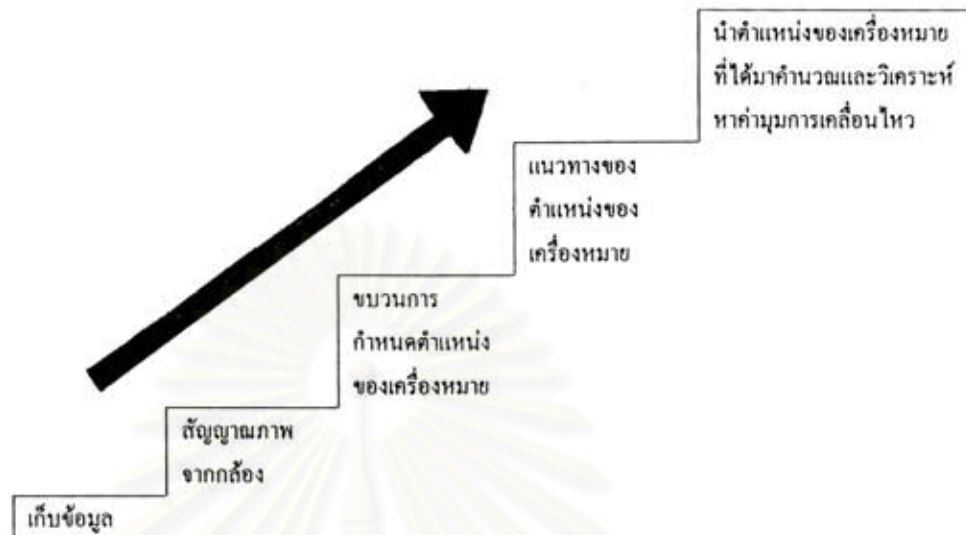 นำตำแหน่งของเครื่องหมาย
ที่ได้มาคำนวณและวิเคราะห์
หาค่ามุมการเคลื่อนไหว
แนวทางของ
ตำแหน่งของ
เครื่องหมาย
ขบวนการ
กำหนดตำแหน่ง
ของเครื่องหมาย
สัญญาณภาพ
จากกล้อง
เก็บข้อมูล